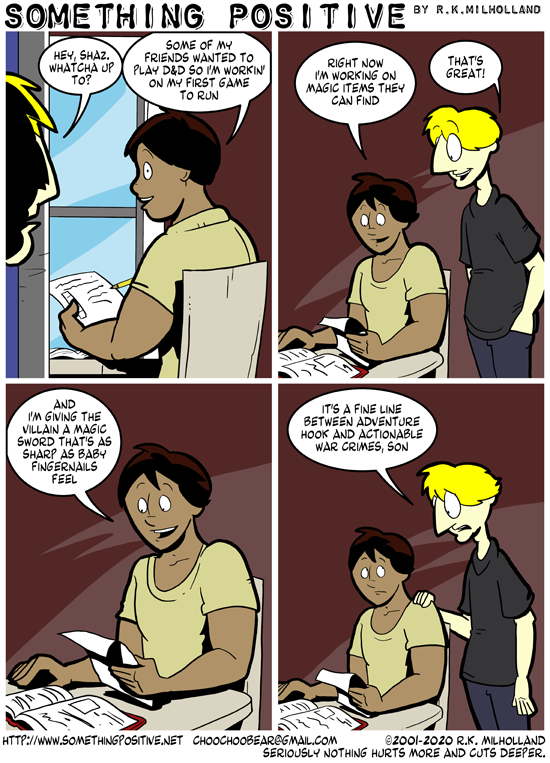 SOMETHING POSITIVE BY R.K.MILHOLLAND
HEY, SHAZ.
WHATCHA UP
TO?
SOME OF MY
FRIENDS WANTED TO
PLAY D&D SO I'M WORKIN'
ON MY FIRST GAME
TO RUN
RIGHT NOW
I'M WORKING ON
MAGIC ITEMS THEY
CAN FIND
THAT'S
GREAT!
AND
I'M GIVING THE
VILLAIN A MAGIC
SWORD THAT'S AS
SHARP AS BABY
FINGERNAILS
FEEL
IT'S A FINE LINE
BETWEEN ADVENTURE
HOOK AND ACTIONABLE
WAR CRIMES, SON
HTTP://WWW.SOMETHINGPOSITIVE.NET CHOOCHOOBEAR@GMAIL.COM ©2001-2020 R.K. MILHOLLAND
SERIOUSLY NOTHING HURTS MORE AND CUTS DEEPER.